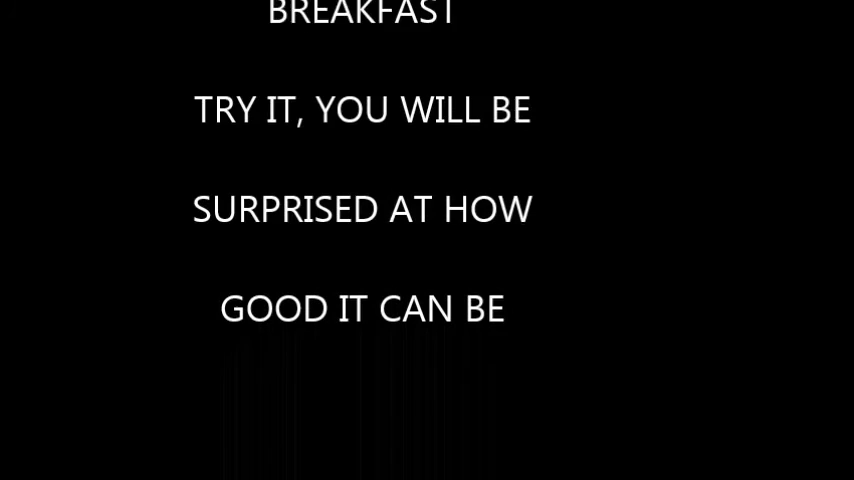 BREAKFAST
TRY IT, YOU WILL BE
SURPRISED AT HOW
GOOD IT CAN BE